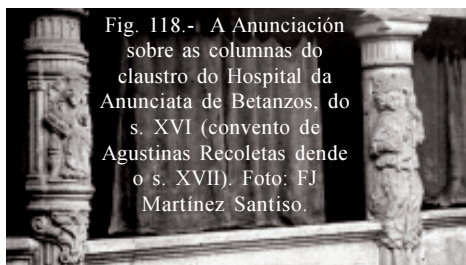 Fig. 118.- A Anunciación
sobre as columnas do
claustro do Hospital da
Anunciata de Betanzos, do
s. XVI (convento de
Agustinas Recoletas dende
o s. XVII). Foto: FJ
Martínez Santiso.